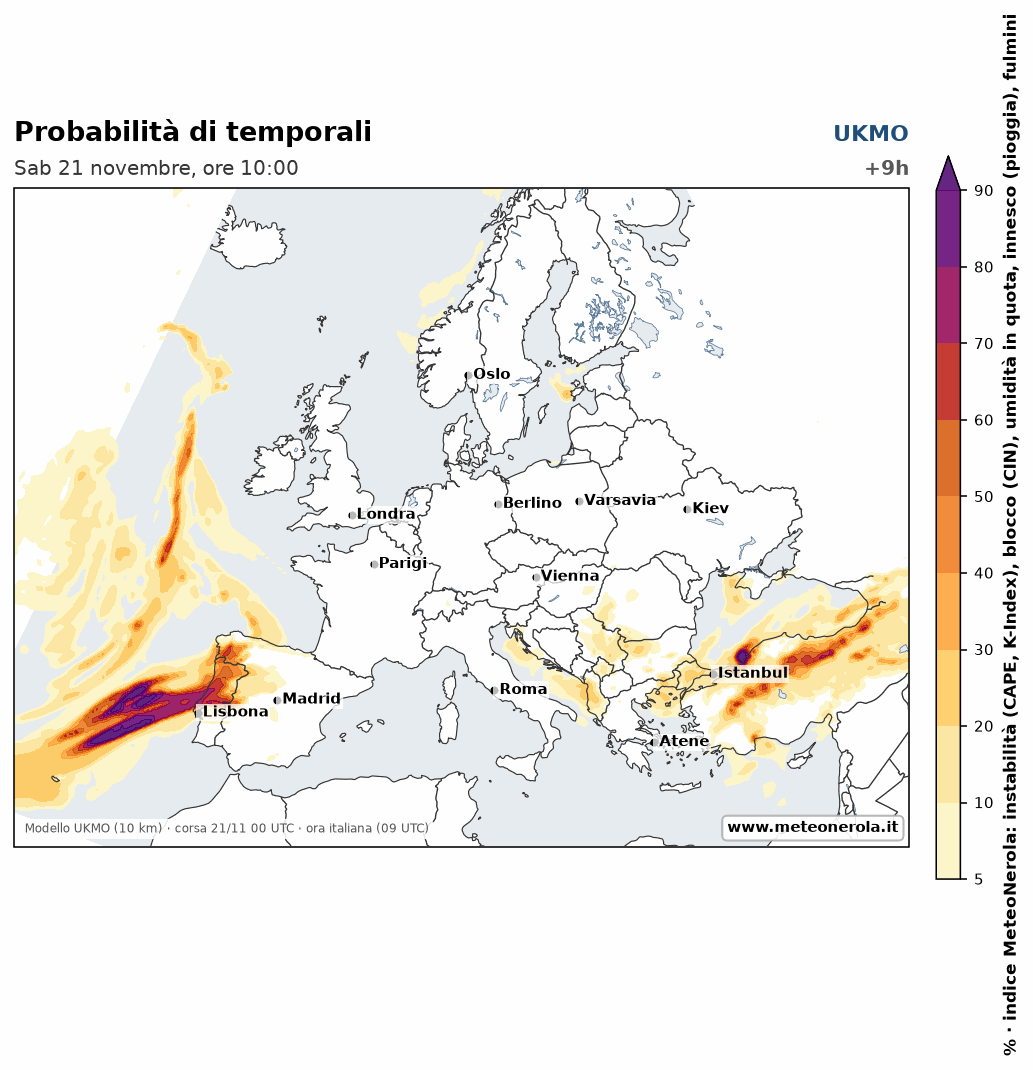 Probabilità di temporali
UKMO
Sab 21 novembre, ore 10:00
+9h
Oslo
Londra
Berlino
Varsavia
Kiev
Parigi
Vienna
Istanbul
Roma
Madrid
Lisbona
Atene
Modello UKMO (10 km) · corsa 21/11 00 UTC · ora italiana (09 UTC)
www.meteonerola.it
90
80
70
60
50
40
30
20
10
5
% · indice MeteoNerola: instabilità (CAPE, K-Index), blocco (CIN), umidità in quota, innesco (pioggia), fulmini